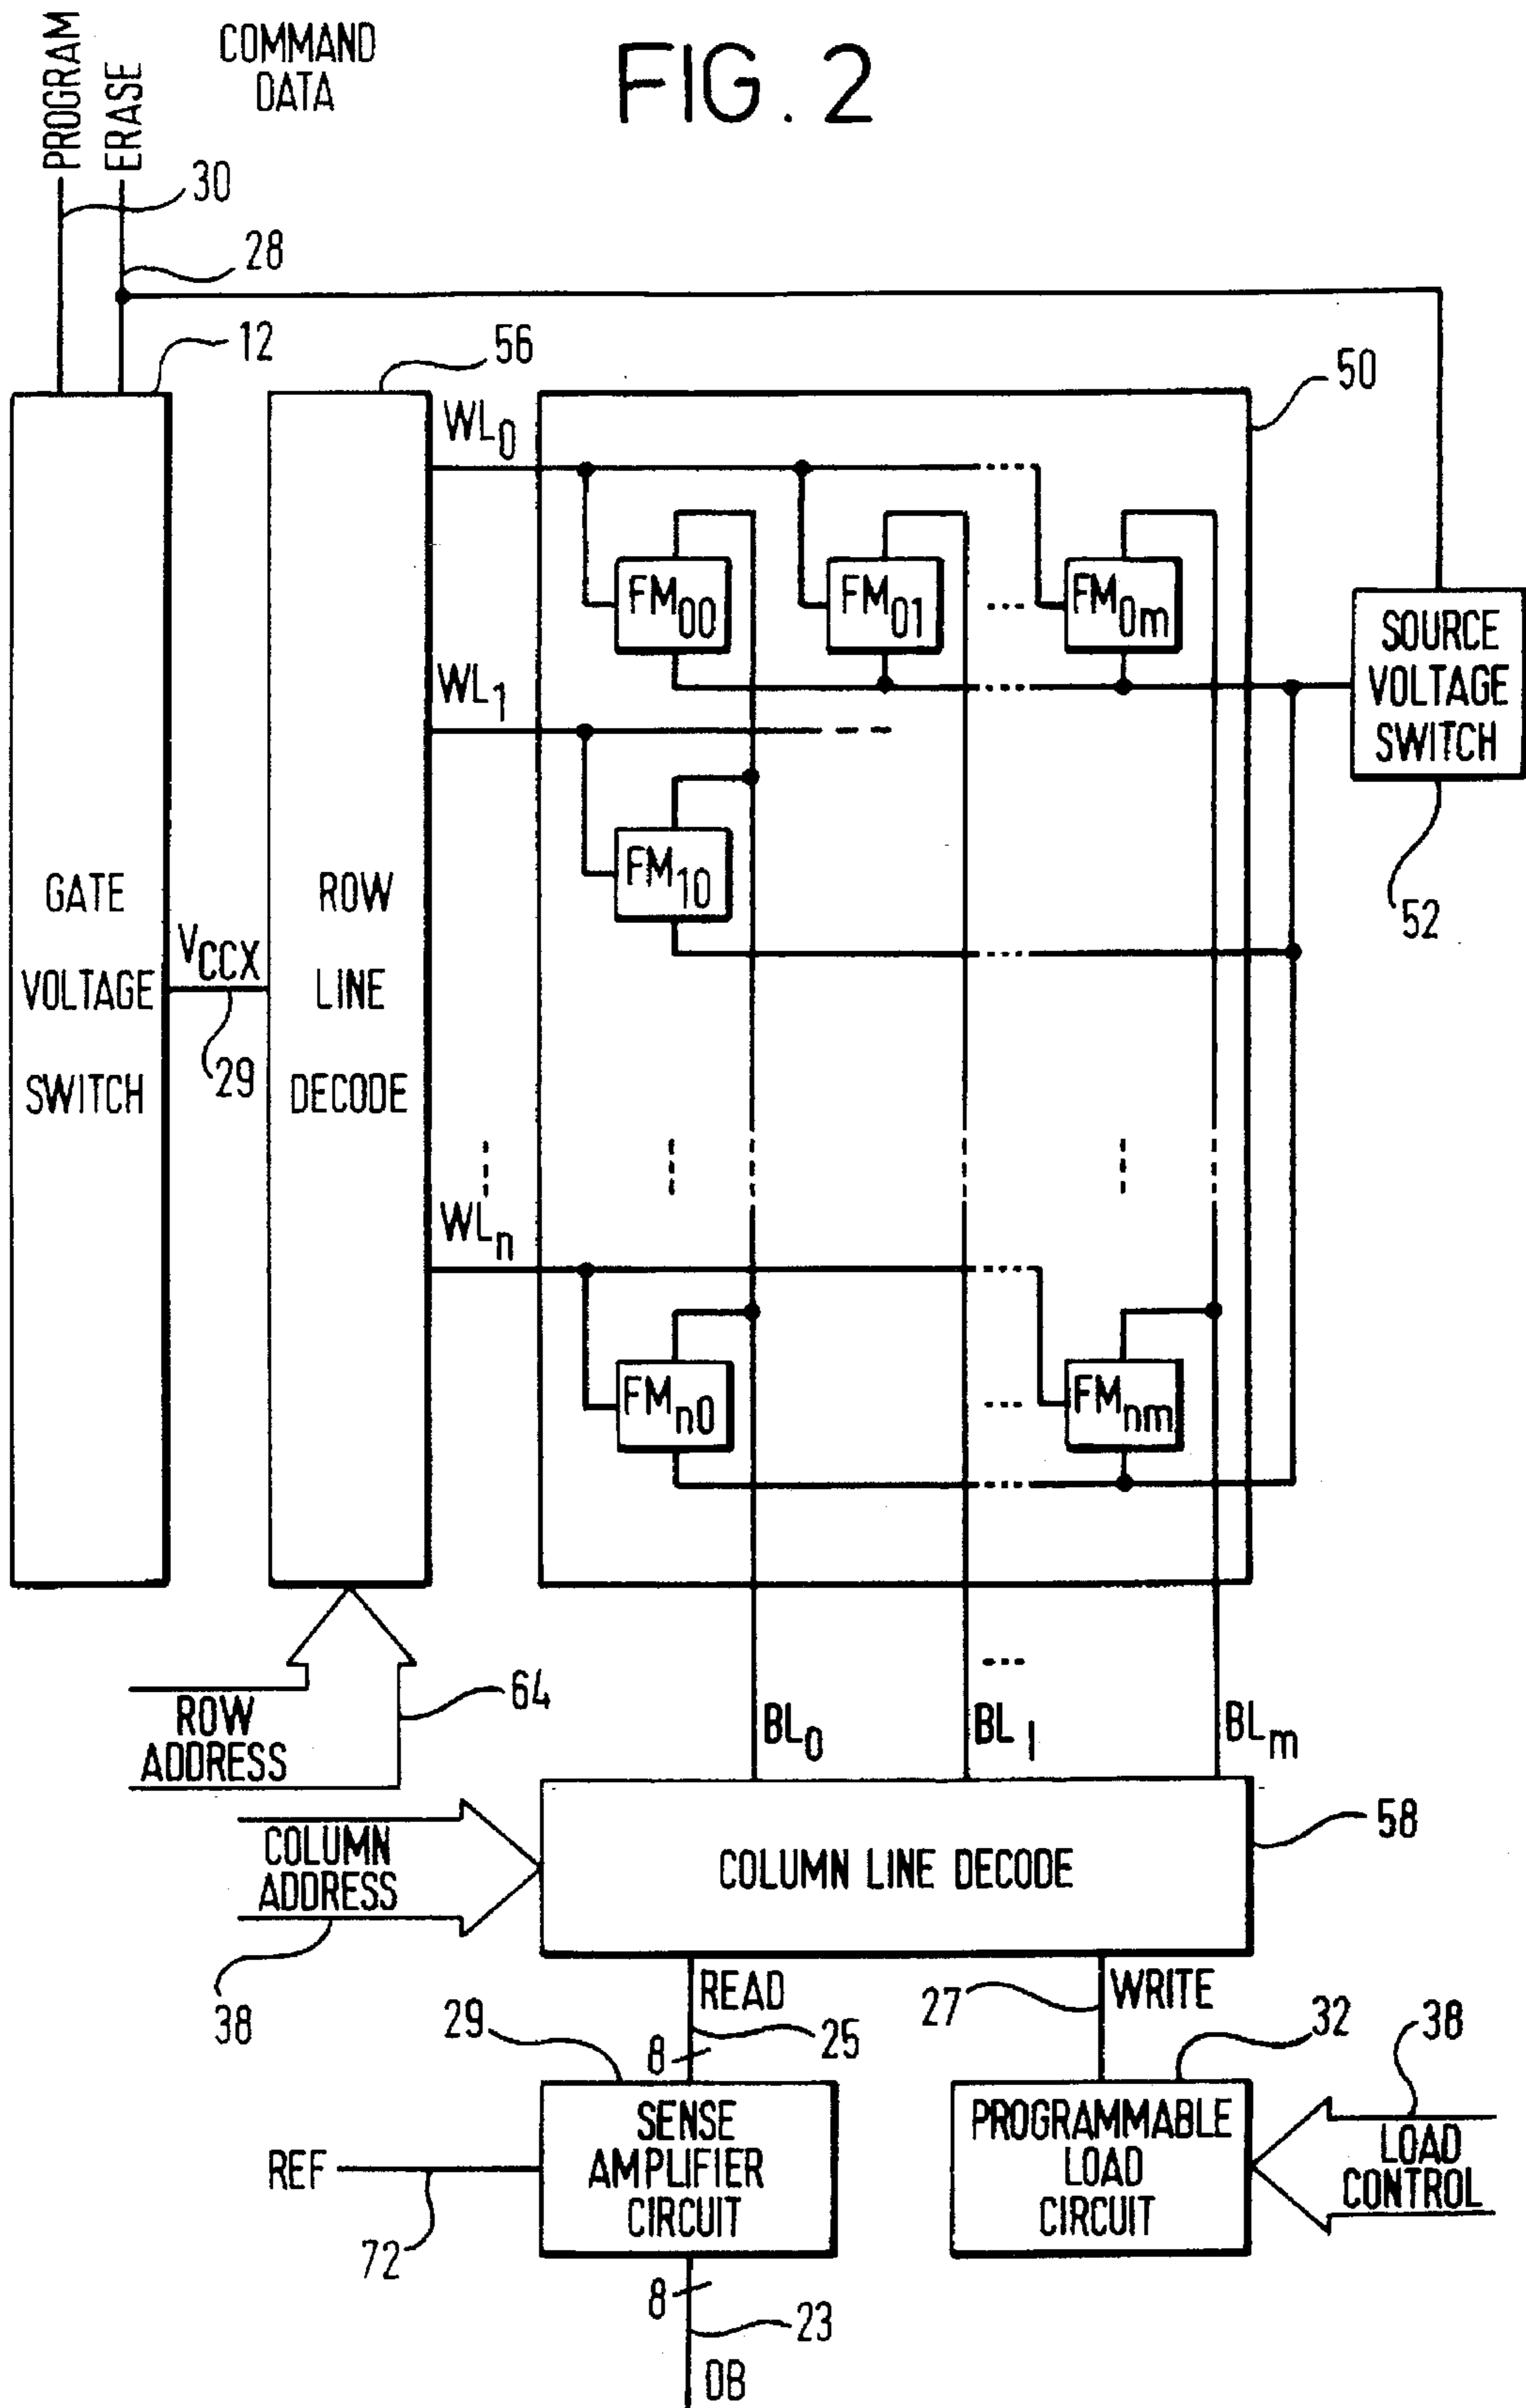 FIG. 2
COMMAND
DATA
PROGRAM
ERASE
30
28
12
56
50
WL0
FM00
FM01
...
FM0m
SOURCE
VOLTAGE
SWITCH
WL1
FM10
52
GATE
VOLTAGE
SWITCH
VCCX
29
ROW
LINE
DECODE
WLn
FMn0
...
FMnm
ROW
ADDRESS
64
BL0
BL1
...
BLm
COLUMN
ADDRESS
38
COLUMN LINE DECODE
58
READ
25
8
27
WRITE
29
32
38
SENSE
AMPLIFIER
CIRCUIT
REF
72
PROGRAMMABLE
LOAD
CIRCUIT
LOAD
CONTROL
8
23
DB